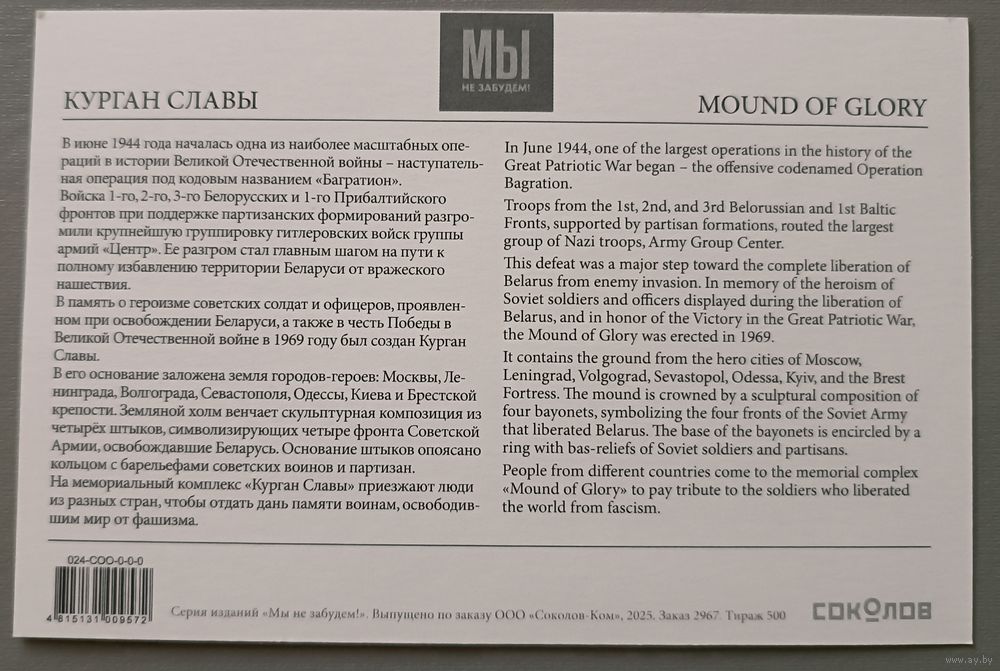 МЫ
НЕ ЗАБУДЕМ!
КУРГАН СЛАВЫ
MOUND OF GLORY
В июне 1944 года началась одна из наиболее масштабных опе-
раций в истории Великой Отечественной войны – наступатель-
ная операция под кодовым названием «Багратион».
Войска 1-го, 2-го, 3-го Белорусских и 1-го Прибалтийского
фронтов при поддержке партизанских формирований разгро-
мили крупнейшую группировку гитлеровских войск группы
армий «Центр». Ее разгром стал главным шагом на пути к
полному избавлению территории Беларуси от вражеского
нашествия.
В память о героизме советских солдат и офицеров, проявлен-
ном при освобождении Беларуси, а также в честь Победы в
Великой Отечественной войне в 1969 году был создан Курган
Славы.
В его основание заложена земля городов-героев: Москвы, Ле-
нинграда, Волгограда, Севастополя, Одессы, Киева и Брестской
крепости. Земляной холм венчает скульптурная композиция из
четырёх штыков, символизирующих четыре фронта Советской
Армии, освобождавшие Беларусь. Основание штыков опоясано
кольцом с барельефами советских воинов и партизан.
На мемориальный комплекс «Курган Славы» приезжают люди
из разных стран, чтобы отдать дань памяти воинам, освободив-
шим мир от фашизма.
In June 1944, one of the largest operations in the history of the
Great Patriotic War began – the offensive codenamed Operation
Bagration.
Troops from the 1st, 2nd, and 3rd Belorussian and 1st Baltic
Fronts, supported by partisan formations, routed the largest
group of Nazi troops, Army Group Center.
This defeat was a major step toward the complete liberation of
Belarus from enemy invasion. In memory of the heroism of
Soviet soldiers and officers displayed during the liberation of
Belarus, and in honor of the Victory in the Great Patriotic War,
the Mound of Glory was erected in 1969.
It contains the ground from the hero cities of Moscow,
Leningrad, Volgograd, Sevastopol, Odessa, Kyiv, and the Brest
Fortress. The mound is crowned by a sculptural composition of
four bayonets, symbolizing the four fronts of the Soviet Army
that liberated Belarus. The base of the bayonets is encircled by a
ring with bas-reliefs of Soviet soldiers and partisans.
People from different countries come to the memorial complex
«Mound of Glory» to pay tribute to the soldiers who liberated
the world from fascism.
024-СОО-0-0-0
4 815131 009572
Серия изданий «Мы не забудем!». Выпущено по заказу ООО «Соколов-Ком», 2025. Заказ 2967. Тираж 500
СОКОЛОВ
www.ay.by